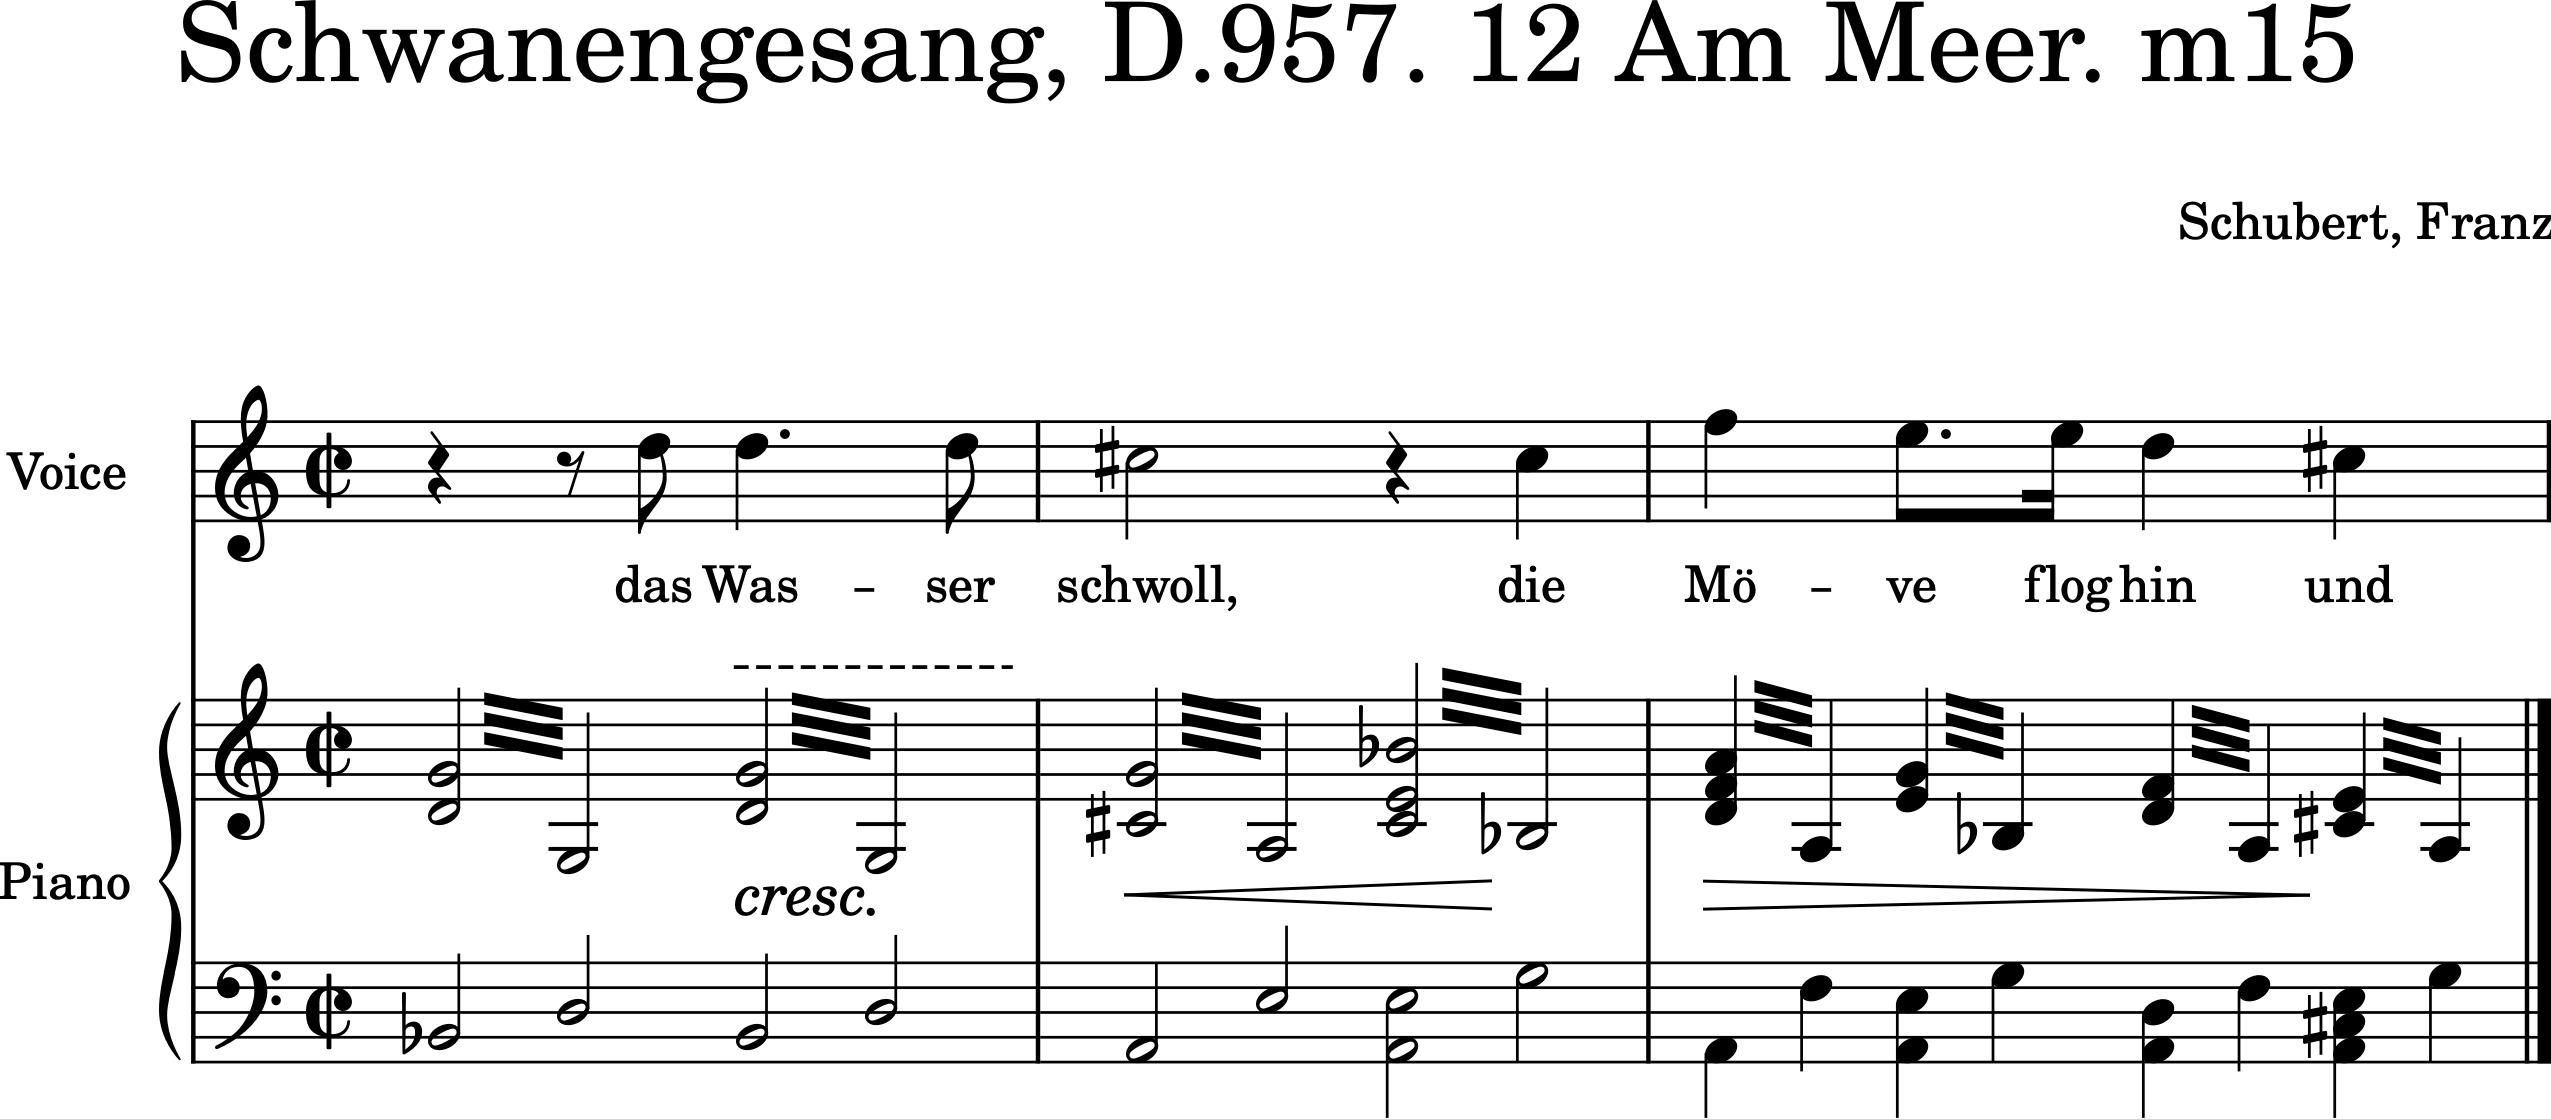 Schwanengesang, D.957. 12 Am Meer. m15
Schubert, Franz
Voice
das Was – ser schwoll, die Mö – ve flog hin und
Piano
cresc.